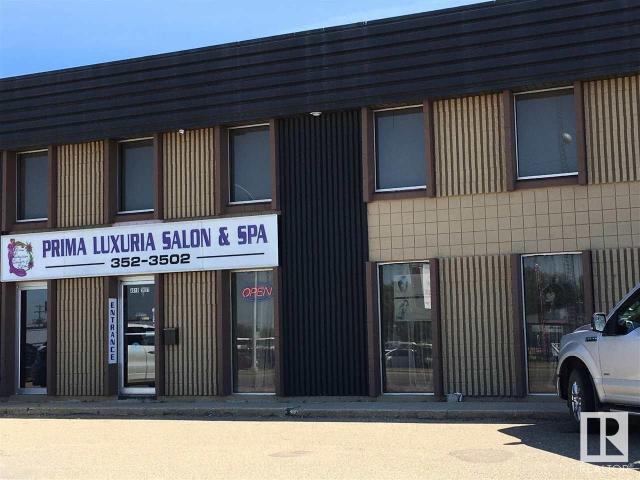 PRIMA LUXURIA SALON & SPA
352-3502
OPEN
ENTRANCE
R
REALTOR®